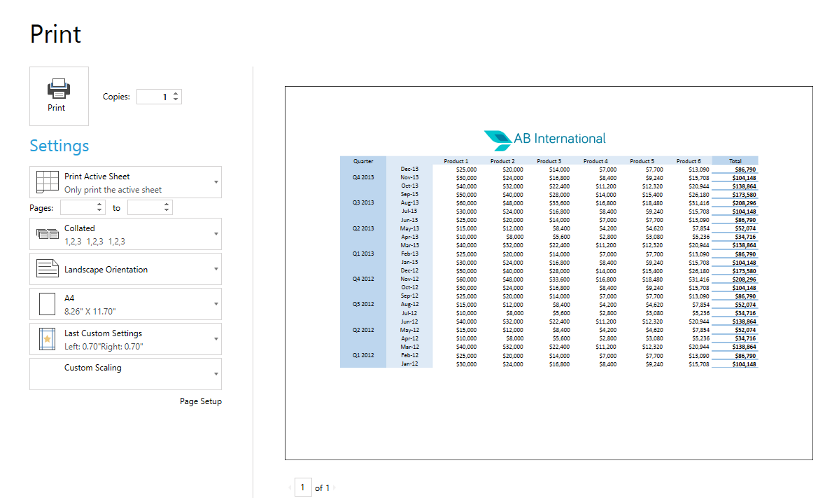 Print
Print
Copies: 1
Settings
Print Active Sheet
Only print the active sheet
Pages: to
Collated
1,2,3 1,2,3 1,2,3
Landscape Orientation
A4
8.26" X 11.70"
Last Custom Settings
Left: 0.70"Right: 0.70"
Custom Scaling
Page Setup
AB International
Quarter Product 1 Product 2 Product 3 Product 4 Product 5 Product 6 Total
Dec-13 $25,000 $20,000 $14,000 $7,000 $7,700 $13,090 $86,790
Q4 2013 Nov-13 $30,000 $24,000 $16,800 $8,400 $9,240 $15,708 $104,148
Oct-13 $40,000 $32,000 $22,400 $11,200 $12,320 $20,944 $138,864
Sep-13 $50,000 $40,000 $28,000 $14,000 $15,400 $26,180 $173,580
Q3 2013 Aug-13 $60,000 $48,000 $33,600 $16,800 $18,480 $31,416 $208,296
Jul-13 $30,000 $24,000 $16,800 $8,400 $9,240 $15,708 $104,148
Jun-13 $25,000 $20,000 $14,000 $7,000 $7,700 $13,090 $86,790
Q2 2013 May-13 $15,000 $12,000 $8,400 $4,200 $4,620 $7,854 $52,074
Apr-13 $10,000 $8,000 $5,600 $2,800 $3,080 $5,236 $34,716
Mar-13 $40,000 $32,000 $22,400 $11,200 $12,320 $20,944 $138,864
Q1 2013 Feb-13 $25,000 $20,000 $14,000 $7,000 $7,700 $13,090 $86,790
Jan-13 $30,000 $24,000 $16,800 $8,400 $9,240 $15,708 $104,148
Dec-12 $50,000 $40,000 $28,000 $14,000 $15,400 $26,180 $173,580
Q4 2012 Nov-12 $60,000 $48,000 $33,600 $16,800 $18,480 $31,416 $208,296
Oct-12 $30,000 $24,000 $16,800 $8,400 $9,240 $15,708 $104,148
Sep-12 $25,000 $20,000 $14,000 $7,000 $7,700 $13,090 $86,790
Q3 2012 Aug-12 $15,000 $12,000 $8,400 $4,200 $4,620 $7,854 $52,074
Jul-12 $10,000 $8,000 $5,600 $2,800 $3,080 $5,236 $34,716
Jun-12 $40,000 $32,000 $22,400 $11,200 $12,320 $20,944 $138,864
Q2 2012 May-12 $15,000 $12,000 $8,400 $4,200 $4,620 $7,854 $52,074
Apr-12 $10,000 $8,000 $5,600 $2,800 $3,080 $5,236 $34,716
Mar-12 $40,000 $32,000 $22,400 $11,200 $12,320 $20,944 $138,864
Q1 2012 Feb-12 $25,000 $20,000 $14,000 $7,000 $7,700 $13,090 $86,790
Jan-12 $30,000 $24,000 $16,800 $8,400 $9,240 $15,708 $104,148
1 of 1